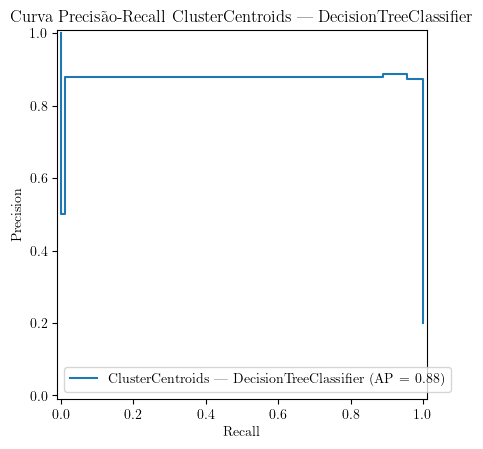 Curva Precisão-Recall ClusterCentroids — DecisionTreeClassifier
1.0
0.8
0.6
0.4
0.2
0.0
Precision
ClusterCentroids — DecisionTreeClassifier (AP = 0.88)
0.0 0.2 0.4 0.6 0.8 1.0
Recall